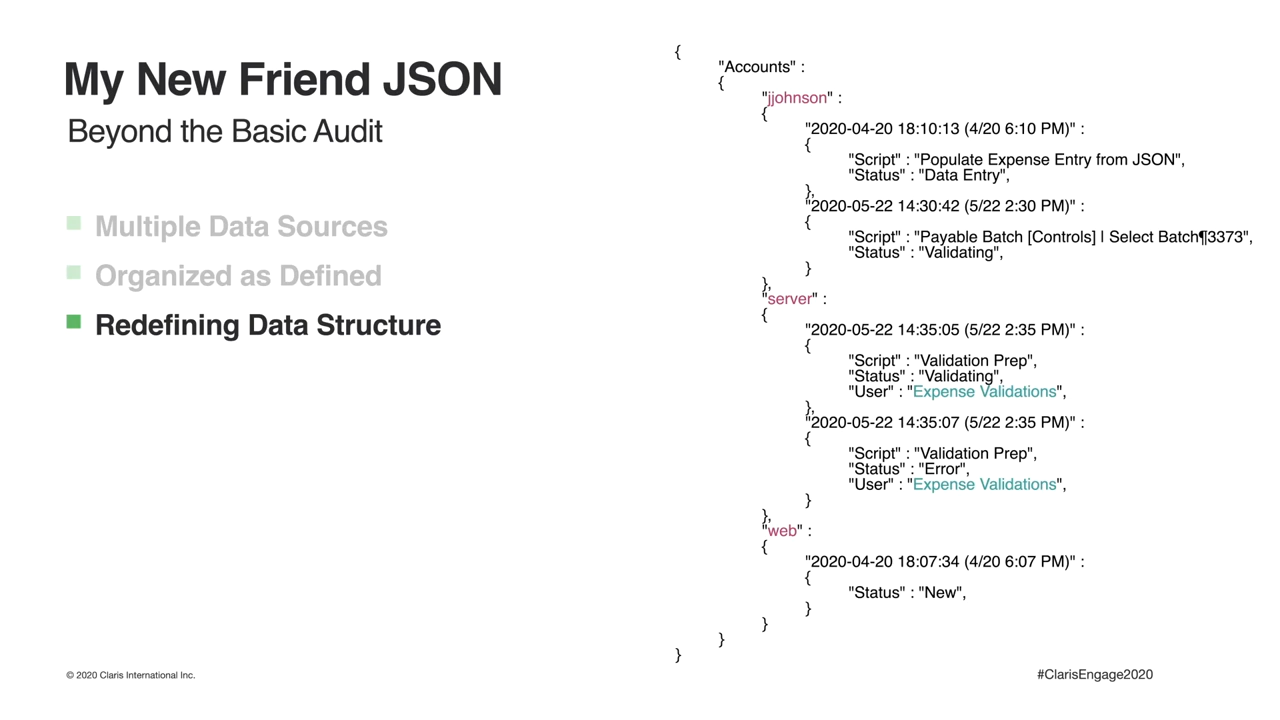 My New Friend JSON
Beyond the Basic Audit
Multiple Data Sources
Organized as Defined
Redefining Data Structure
{
"Accounts" :
{
"jjohnson" :
{
"2020-04-20 18:10:13 (4/20 6:10 PM)" :
{
"Script" : "Populate Expense Entry from JSON",
"Status" : "Data Entry",
},
"2020-05-22 14:30:42 (5/22 2:30 PM)" :
{
"Script" : "Payable Batch [Controls] | Select Batch¶3373",
"Status" : "Validating",
}
},
"server" :
{
"2020-05-22 14:35:05 (5/22 2:35 PM)" :
{
"Script" : "Validation Prep",
"Status" : "Validating",
"User" : "Expense Validations",
},
"2020-05-22 14:35:07 (5/22 2:35 PM)" :
{
"Script" : "Validation Prep",
"Status" : "Error",
"User" : "Expense Validations",
}
},
"web" :
{
"2020-04-20 18:07:34 (4/20 6:07 PM)" :
{
"Status" : "New",
}
}
}
}
© 2020 Claris International Inc.
#ClarisEngage2020